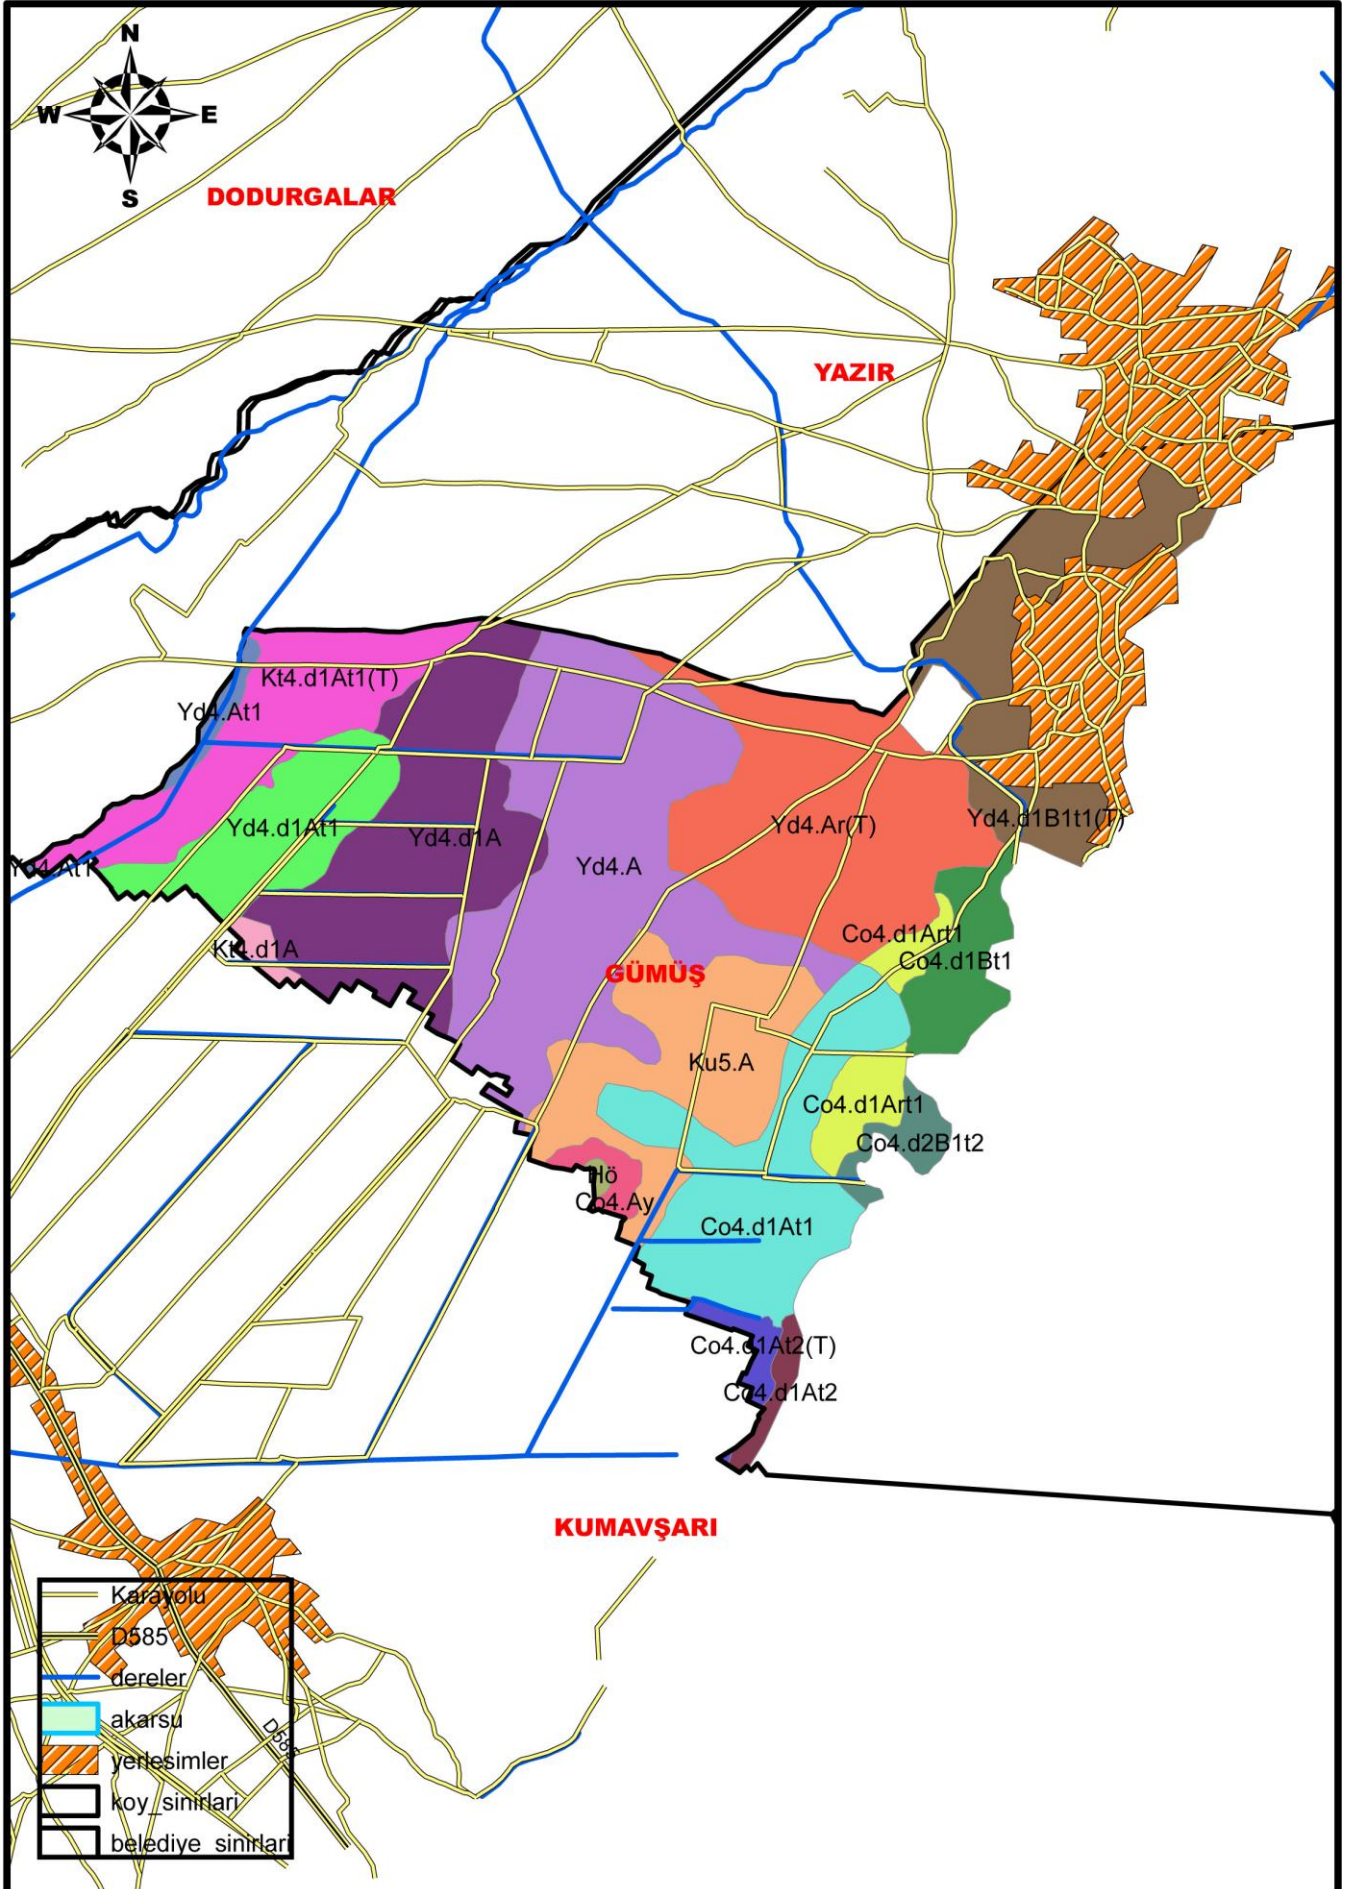 N
W E
S
DODURGALAR
YAZIR
Kt4.d1At1(T)
Yd4.At1
Yd4.d1At1
Yd4.d1A
Yd4.Ar(T)
Yd4.d1B1t1(T)
Yd4.A
Yd4.At1
Co4.d1Art1
Kt4.d1A
Co4.d1Bt1
GÜMÜŞ
Ku5.A
Co4.d1Art1
Co4.d2B1t2
Hö
Co4.Ay
Co4.d1At1
Co4.d1At2(T)
Co4.d1At2
KUMAVŞARI
Karayolu
D585
dereler
akarsu
D585
yerlesimler
koy_sinirlari
belediye_sinirlari